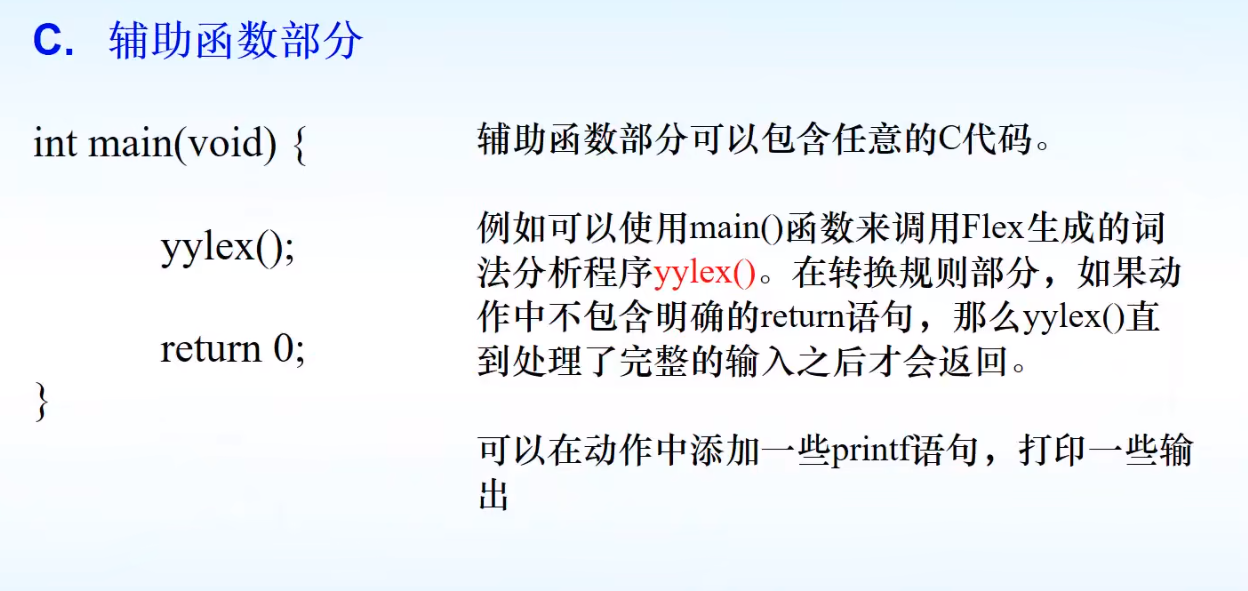 C. 辅助函数部分
int main(void) {
yylex();
return 0;
}
辅助函数部分可以包含任意的C代码。
例如可以使用main()函数来调用Flex生成的词
法分析程序yylex()。在转换规则部分，如果动
作中不包含明确的return语句，那么yylex()直
到处理了完整的输入之后才会返回。
可以在动作中添加一些printf语句，打印一些输
出